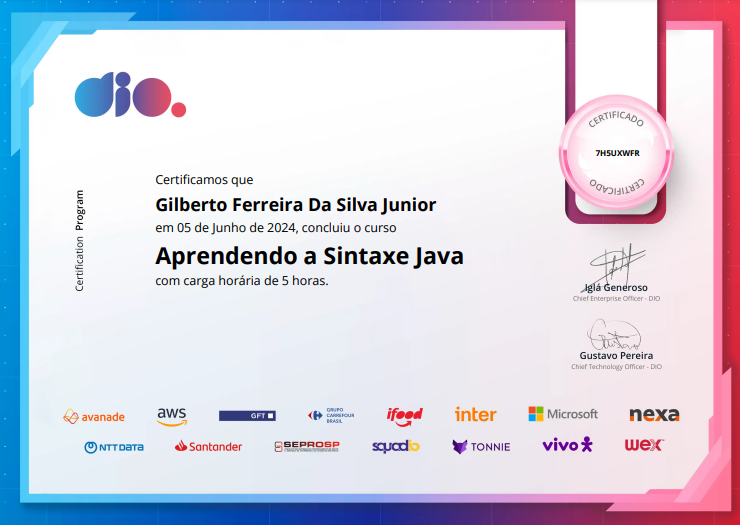 dio.
CERTIFICADO
7H5UXWFR
CERTIFICADO
Certification Program
Certificamos que
Gilberto Ferreira Da Silva Junior
em 05 de Junho de 2024, concluiu o curso
Aprendendo a Sintaxe Java
com carga horária de 5 horas.
Iglá Generoso
Chief Enterprise Officer - DIO
Gustavo Pereira
Chief Technology Officer - DIO
avanade
aws
GFT
GRUPO
CARREFOUR
BRASIL
ifood
inter
Microsoft
nexa
NTT DATA
Santander
SEPROSP
squadio
TONNIE
vivo
wex